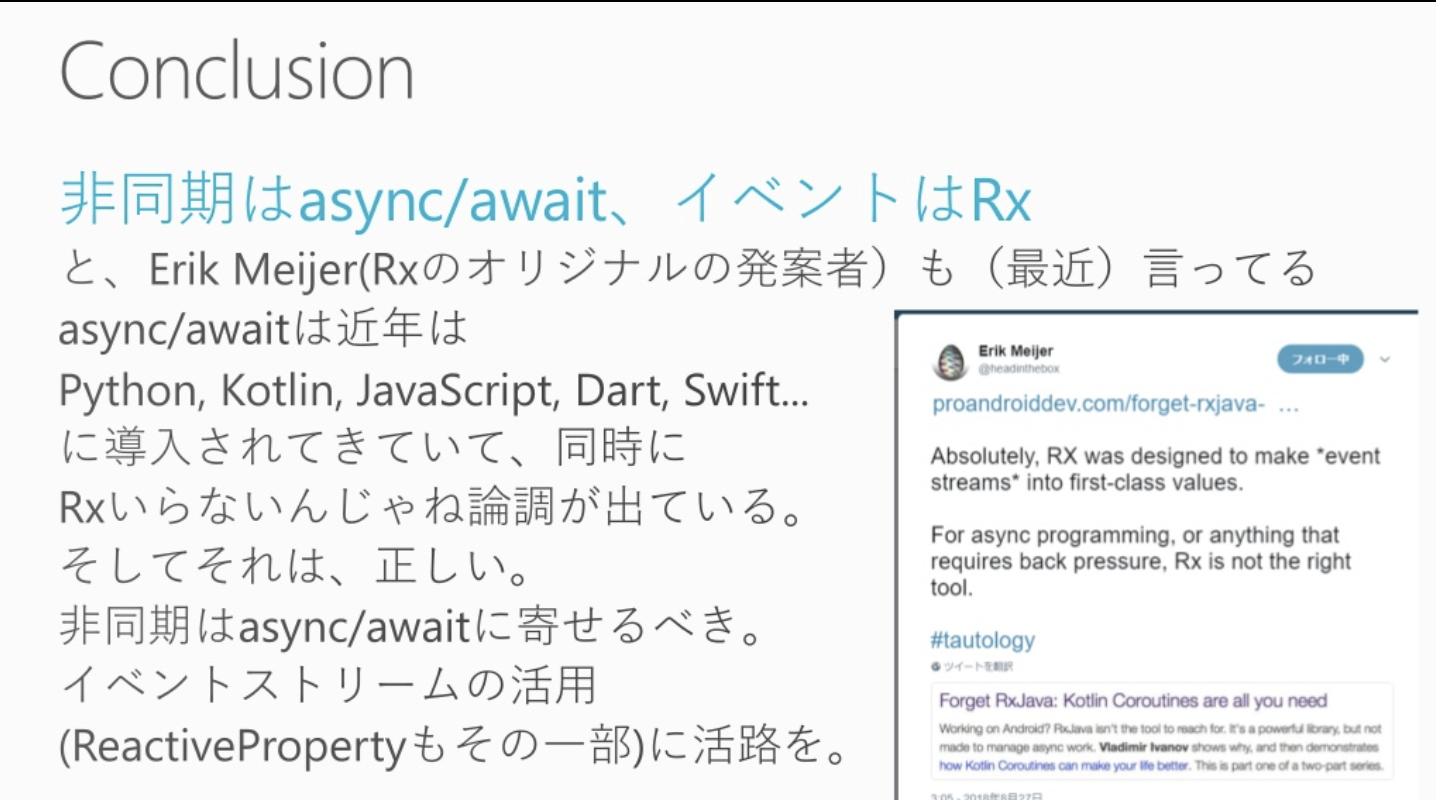 Conclusion
非同期はasync/await、イベントはRx
と、Erik Meijer(Rxのオリジナルの発案者）も（最近）言ってる
async/awaitは近年は
Python, Kotlin, JavaScript, Dart, Swift...
に導入されてきていて、同時に
Rxいらないんじゃね論調が出ている。
そしてそれは、正しい。
非同期はasync/awaitに寄せるべき。
イベントストリームの活用
(ReactivePropertyもその一部)に活路を。
Erik Meijer
@headinthebox
フォロー中
proandroiddev.com/forget-rxjava- …
Absolutely, RX was designed to make *event
streams* into first-class values.
For async programming, or anything that
requires back pressure, Rx is not the right
tool.
#tautology
ツイートを翻訳
Forget RxJava: Kotlin Coroutines are all you need
Working on Android? RxJava isn't the tool to reach for. It's a powerful library, but not
made to manage async work. Vladimir Ivanov shows why, and then demonstrates
how Kotlin Coroutines can make your life better. This is part one of a two-part series.
3:05 - 2018年8月27日